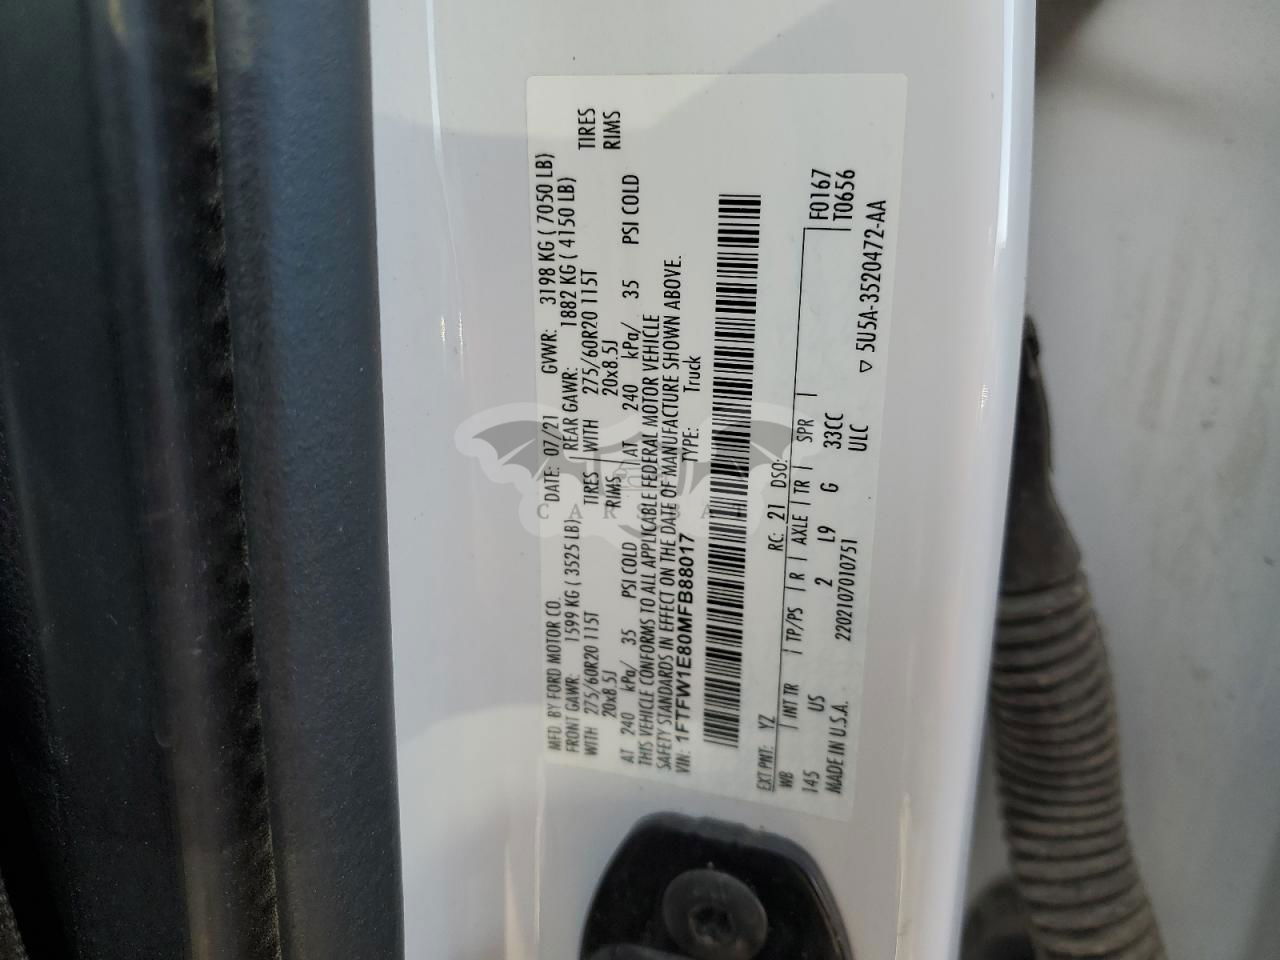 MFD. BY FORD MOTOR CO. DATE: 07/21 GVWR: 3198 KG ( 7050 LB)
FRONT GAWR: 1599 KG ( 3525 LB) REAR GAWR: 1882 KG ( 4150 LB)
WITH 275/60R20 115T TIRES WITH 275/60R20 115T TIRES
20x8.5J RIMS 20x8.5J RIMS
AT 240 kPa/ 35 PSI COLD AT 240 kPa/ 35 PSI COLD
THIS VEHICLE CONFORMS TO ALL APPLICABLE FEDERAL MOTOR VEHICLE
SAFETY STANDARDS IN EFFECT ON THE DATE OF MANUFACTURE SHOWN ABOVE.
VIN: 1FTFW1E80MFB88017 TYPE: Truck
EXT PNT: YZ RC: 21 DSO:
WB INT TR TP/PS R AXLE TR SPR F0167
145 US 2 L9 G 33CC T0656
MADE IN U.S.A. 2202107010751 ULC
▽ 5U5A-3520472-AA